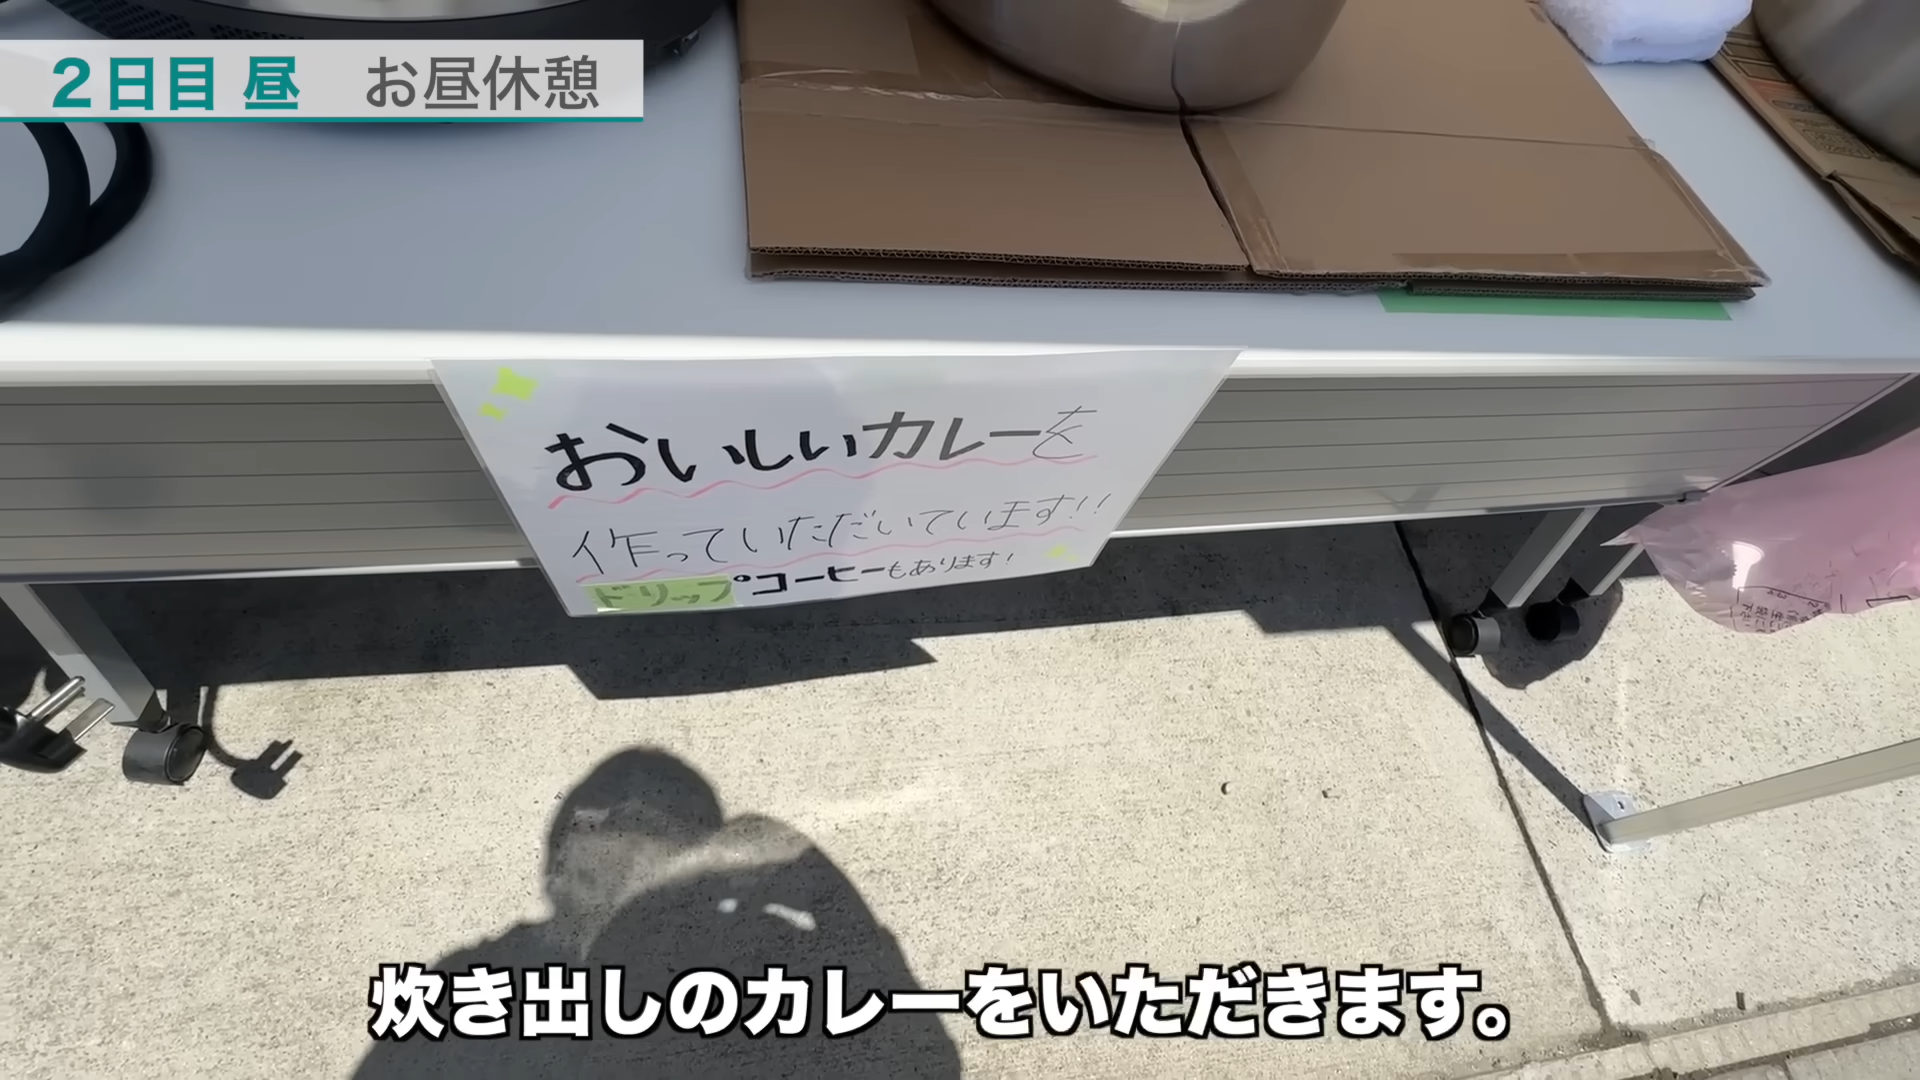 2日目 昼 お昼休憩
おいしいカレーを
作っていただいています!!
ドリップコーヒーもあります!
炊き出しのカレーをいただきます。